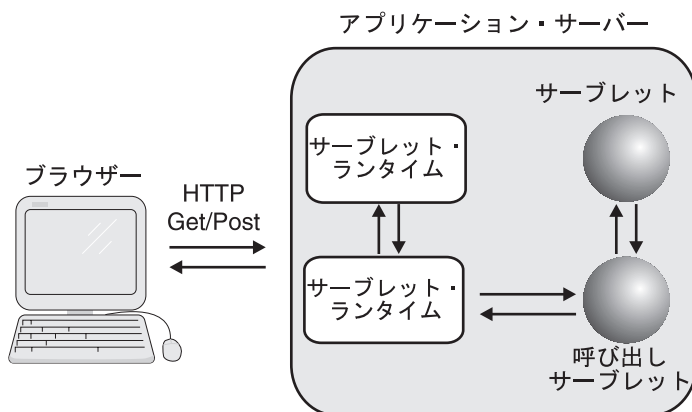 アプリケーション・サーバー
サーブレット
サーブレット・
ランタイム
ブラウザー
HTTP
Get/Post
サーブレット・
ランタイム
呼び出し
サーブレット